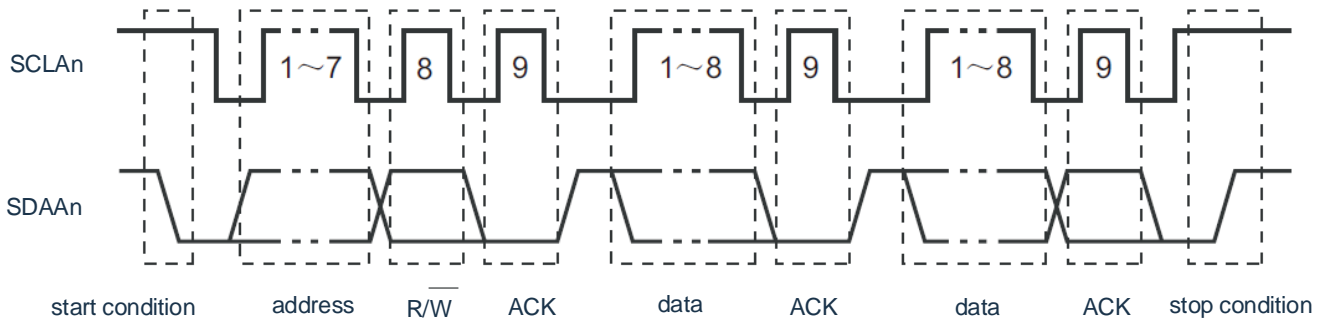 SCLAn
1～7
8
9
1～8
9
1～8
9
SDAAn
start condition
address
R/W̅
ACK
data
ACK
data
ACK
stop condition